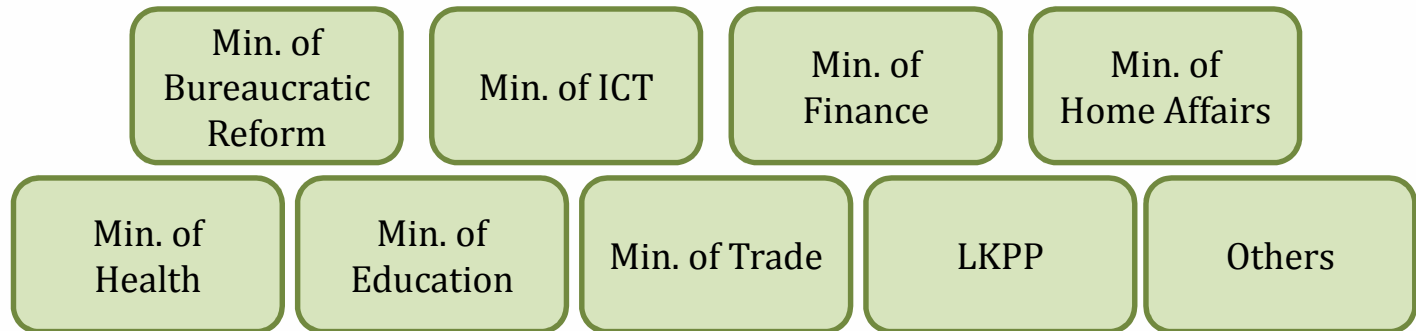 Min. of
Bureaucratic
Reform
Min. of ICT
Min. of
Finance
Min. of
Home Affairs
Min. of
Health
Min. of
Education
Min. of Trade
LKPP
Others